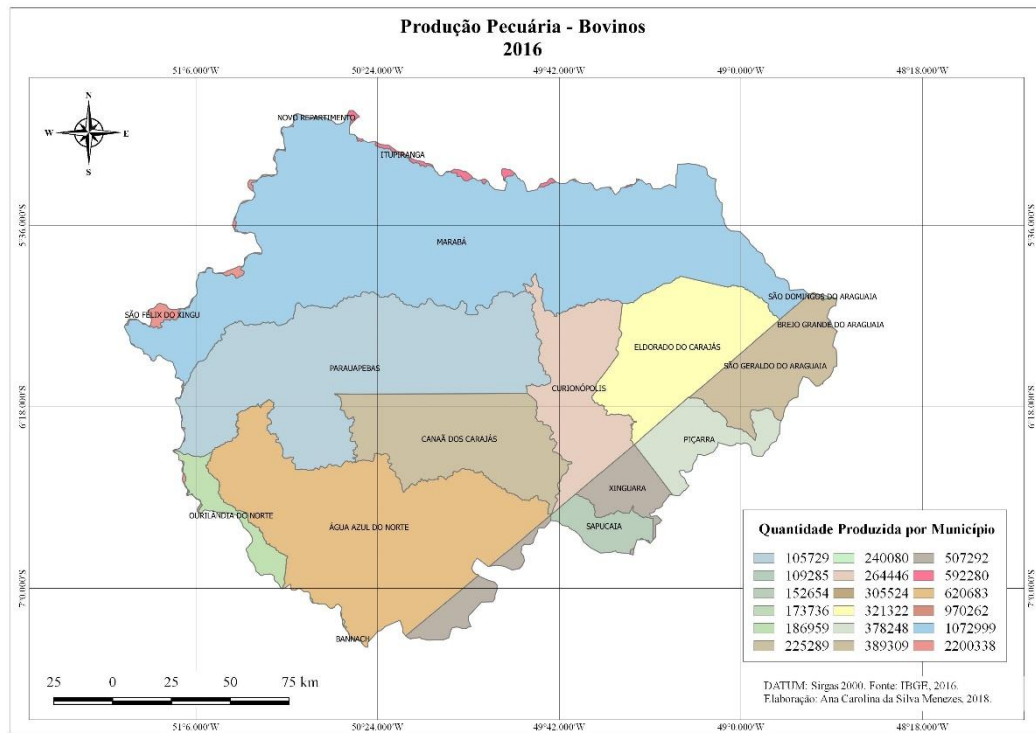 Produção Pecuária - Bovinos
2016
51°6.000'W 50°24.000'W 49°42.000'W 49°0.000'W 48°18.000'W
N
W E
S
NOVO REPARTIMENTO
ITUPIRANGA
5°36.000'S 5°36.000'S
MARABÁ
SÃO DOMINGOS DO ARAGUAIA
SÃO FÉLIX DO XINGU
BREJO GRANDE DO ARAGUAIA
ELDORADO DO CARAJÁS
PARAUAPEBAS
SÃO GERALDO DO ARAGUAIA
CURIONÓPOLIS
6°18.000'S 6°18.000'S
CANAÃ DOS CARAJÁS
PIÇARRA
XINGUARA
OURILÂNDIA DO NORTE
ÁGUA AZUL DO NORTE
SAPUCAIA
7°0.000'S 7°0.000'S
BANNACH
Quantidade Produzida por Município
105729 240080 507292
109285 264446 592280
152654 305524 620683
173736 321322 970262
186959 378248 1072999
225289 389309 2200338
25 0 25 50 75 km
DATUM: Sirgas 2000. Fonte: IBGE, 2016.
Elaboração: Ana Carolina da Silva Menezes, 2018.
51°6.000'W 50°24.000'W 49°42.000'W 49°0.000'W 48°18.000'W